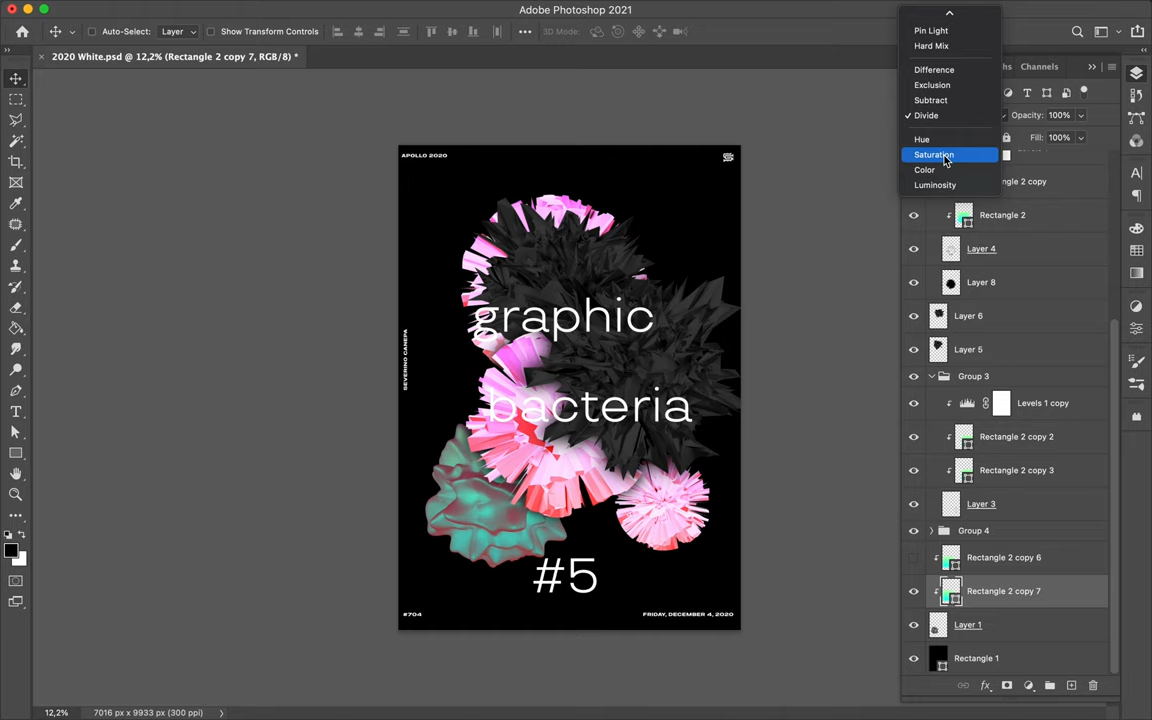 Adobe Photoshop 2021
Auto-Select:
Layer
Show Transform Controls
3D Mode:
2020 White.psd @ 12,2% (Rectangle 2 copy 7, RGB/8) *
Pin Light
Hard Mix
Difference
Exclusion
Subtract
Divide
Hue
Saturation
Color
Luminosity
Channels
Opacity: 100%
Fill: 100%
Rectangle 2
Layer 4
Layer 8
Layer 6
Layer 5
Group 3
Levels 1 copy
Rectangle 2 copy 2
Rectangle 2 copy 3
Layer 3
Group 4
Rectangle 2 copy 6
Rectangle 2 copy 7
Layer 1
Rectangle 1
fx
APOLLO 2020
SEVERINO CANEPA
graphic
bacteria
#5
#704
FRIDAY, DECEMBER 4, 2020
12,2%
7016 px x 9933 px (300 ppi)